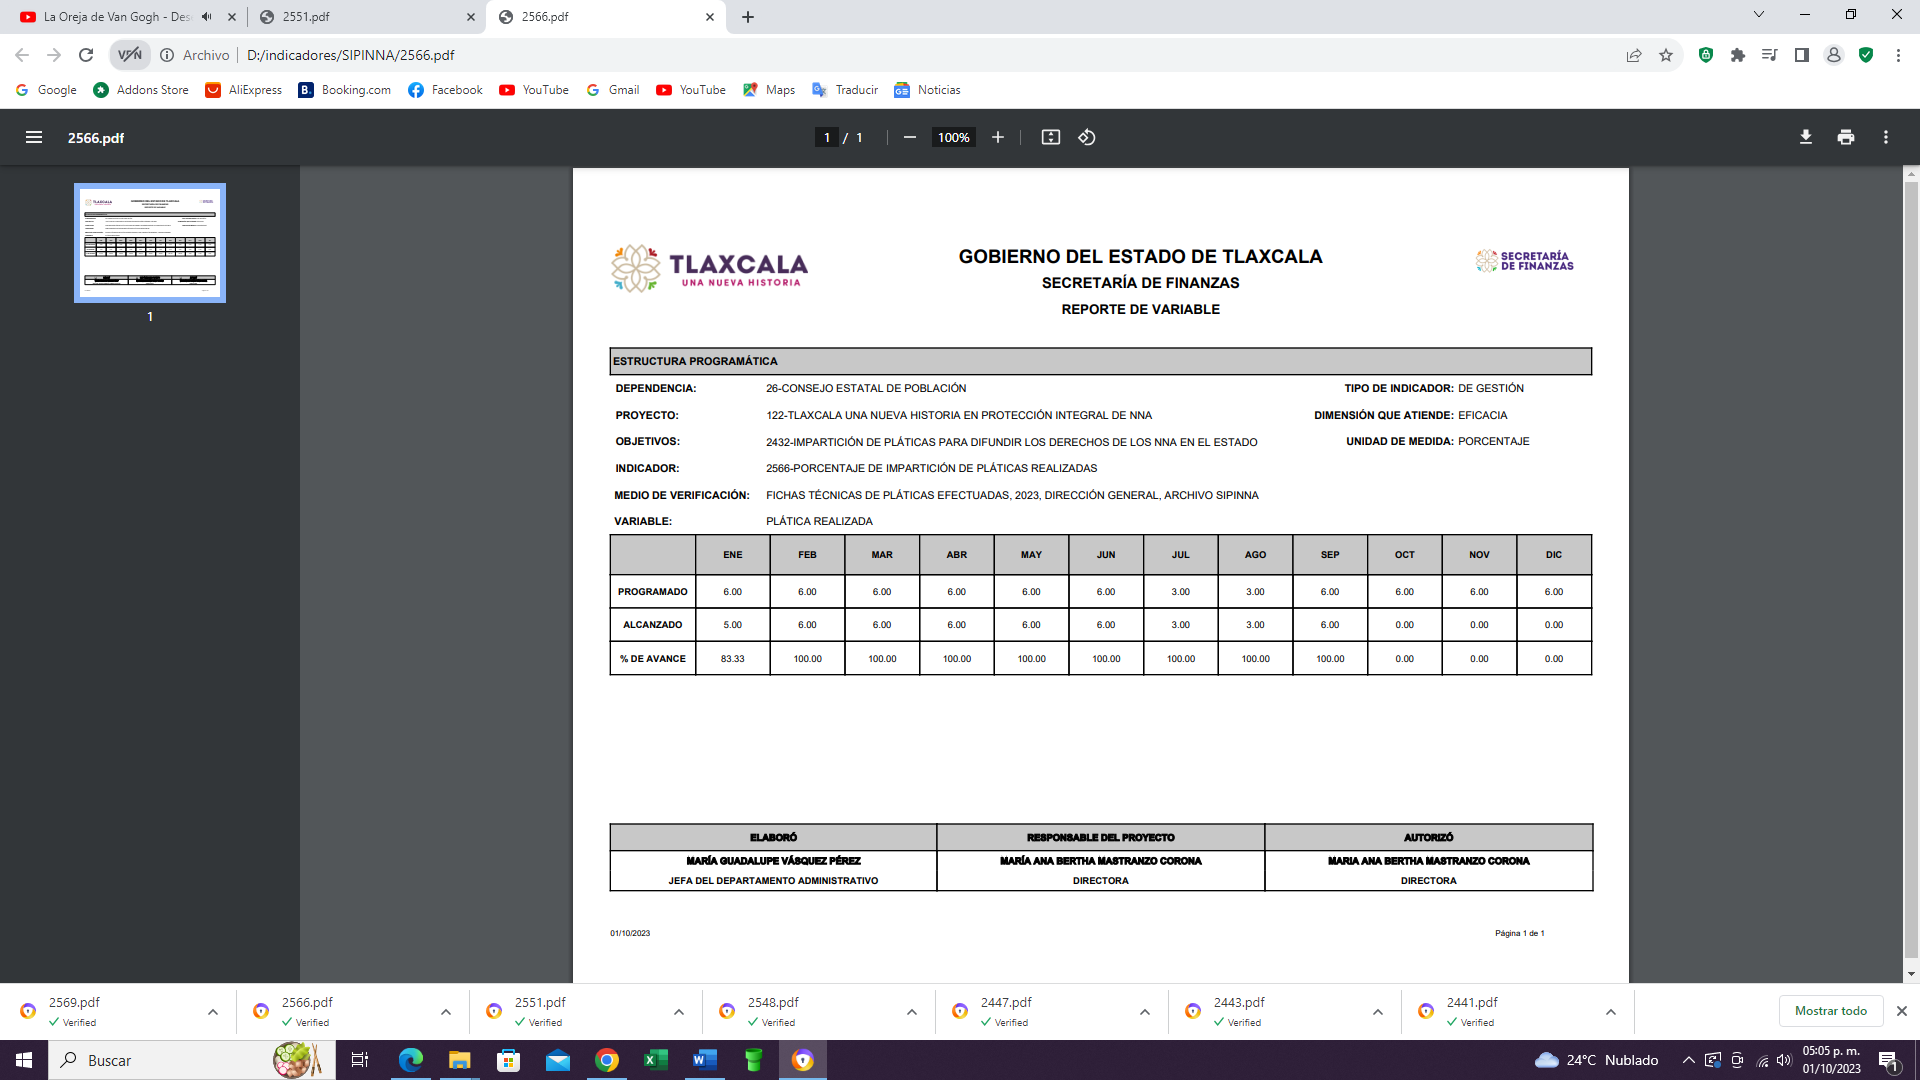 La Oreja de Van Gogh - Des
2551.pdf
2566.pdf
VPN
Archivo
D:/indicadores/SIPINNA/2566.pdf
Google
Addons Store
AliExpress
Booking.com
Facebook
YouTube
Gmail
YouTube
Maps
Traducir
Noticias
2566.pdf
1 / 1
100%
1
TLAXCALA
UNA NUEVA HISTORIA
GOBIERNO DEL ESTADO DE TLAXCALA
SECRETARÍA DE FINANZAS
REPORTE DE VARIABLE
SECRETARÍA
DE FINANZAS
ESTRUCTURA PROGRAMÁTICA
DEPENDENCIA: 26-CONSEJO ESTATAL DE POBLACIÓN TIPO DE INDICADOR: DE GESTIÓN
PROYECTO: 122-TLAXCALA UNA NUEVA HISTORIA EN PROTECCIÓN INTEGRAL DE NNA DIMENSIÓN QUE ATIENDE: EFICACIA
OBJETIVOS: 2432-IMPARTICIÓN DE PLÁTICAS PARA DIFUNDIR LOS DERECHOS DE LOS NNA EN EL ESTADO UNIDAD DE MEDIDA: PORCENTAJE
INDICADOR: 2566-PORCENTAJE DE IMPARTICIÓN DE PLÁTICAS REALIZADAS
MEDIO DE VERIFICACIÓN: FICHAS TÉCNICAS DE PLÁTICAS EFECTUADAS, 2023, DIRECCIÓN GENERAL, ARCHIVO SIPINNA
VARIABLE: PLÁTICA REALIZADA
ENE FEB MAR ABR MAY JUN JUL AGO SEP OCT NOV DIC
PROGRAMADO 6.00 6.00 6.00 6.00 6.00 6.00 3.00 3.00 6.00 6.00 6.00 6.00
ALCANZADO 5.00 6.00 6.00 6.00 6.00 6.00 3.00 3.00 6.00 0.00 0.00 0.00
% DE AVANCE 83.33 100.00 100.00 100.00 100.00 100.00 100.00 100.00 100.00 0.00 0.00 0.00
ELABORÓ RESPONSABLE DEL PROYECTO AUTORIZÓ
MARÍA GUADALUPE VÁSQUEZ PÉREZ MARÍA ANA BERTHA MASTRANZO CORONA MARIA ANA BERTHA MASTRANZO CORONA
JEFA DEL DEPARTAMENTO ADMINISTRATIVO DIRECTORA DIRECTORA
01/10/2023 Página 1 de 1
2569.pdf
Verified
2566.pdf
Verified
2551.pdf
Verified
2548.pdf
Verified
2447.pdf
Verified
2443.pdf
Verified
2441.pdf
Verified
Mostrar todo
Buscar
24°C Nublado
05:05 p. m.
01/10/2023
1